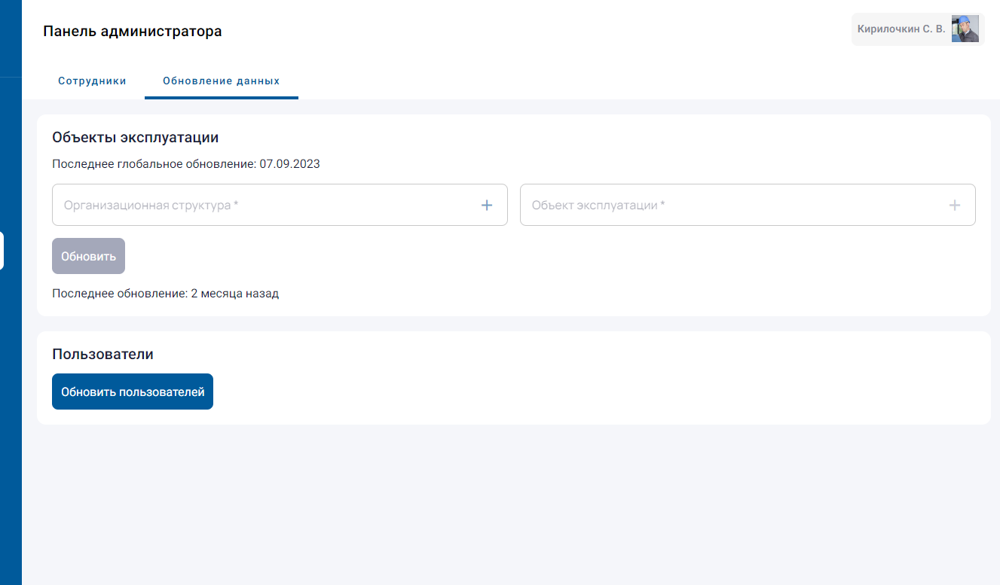 Панель администратора
Кирилочкин С. В.
Сотрудники
Обновление данных
Объекты эксплуатации
Последнее глобальное обновление: 07.09.2023
Организационная структура *
Объект эксплуатации *
Обновить
Последнее обновление: 2 месяца назад
Пользователи
Обновить пользователей